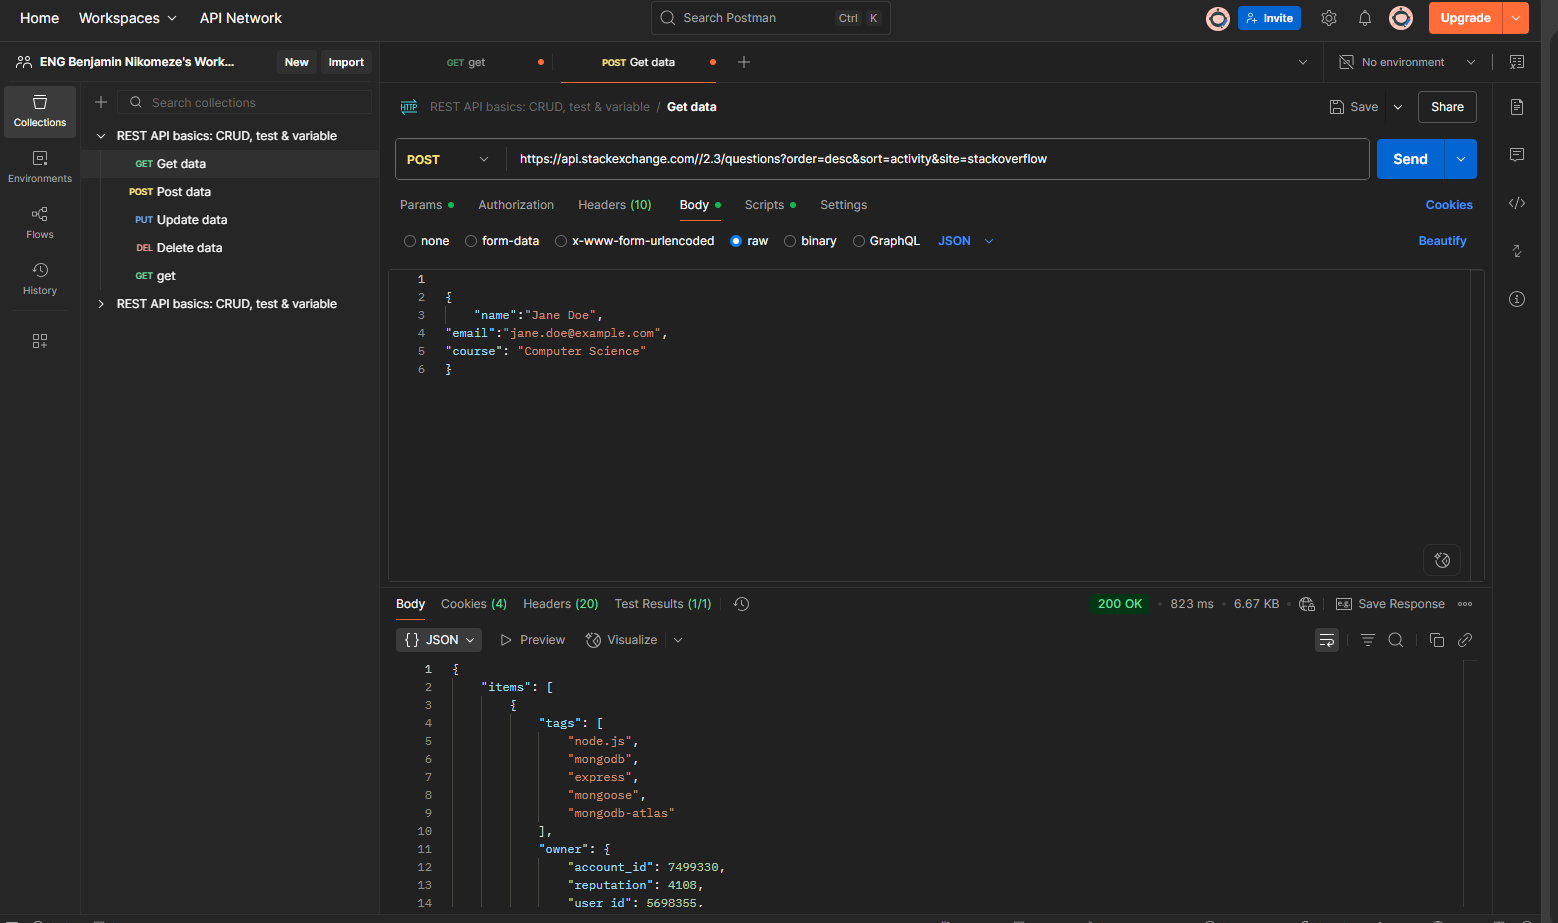 Home Workspaces API Network Search Postman Ctrl K Invite Upgrade
ENG Benjamin Nikomeze's Work... New Import GET get POST Get data No environment
Search collections
REST API basics: CRUD, test & variable / Get data Save Share
Collections
REST API basics: CRUD, test & variable
GET Get data
POST Post data
PUT Update data
DEL Delete data
GET get
REST API basics: CRUD, test & variable
Environments
Flows
History
POST https://api.stackexchange.com//2.3/questions?order=desc&sort=activity&site=stackoverflow Send
Params Authorization Headers (10) Body Scripts Settings Cookies
none form-data x-www-form-urlencoded raw binary GraphQL JSON Beautify
1
2 {
3 "name":"Jane Doe",
4 "email":"jane.doe@example.com",
5 "course": "Computer Science"
6 }
Body Cookies (4) Headers (20) Test Results (1/1) 200 OK 823 ms 6.67 KB e.g. Save Response
{} JSON Preview Visualize
1 {
2 "items": [
3 {
4 "tags": [
5 "node.js",
6 "mongodb",
7 "express",
8 "mongoose",
9 "mongodb-atlas"
10 ],
11 "owner": {
12 "account_id": 7499330,
13 "reputation": 4108,
14 "user_id": 5698355,